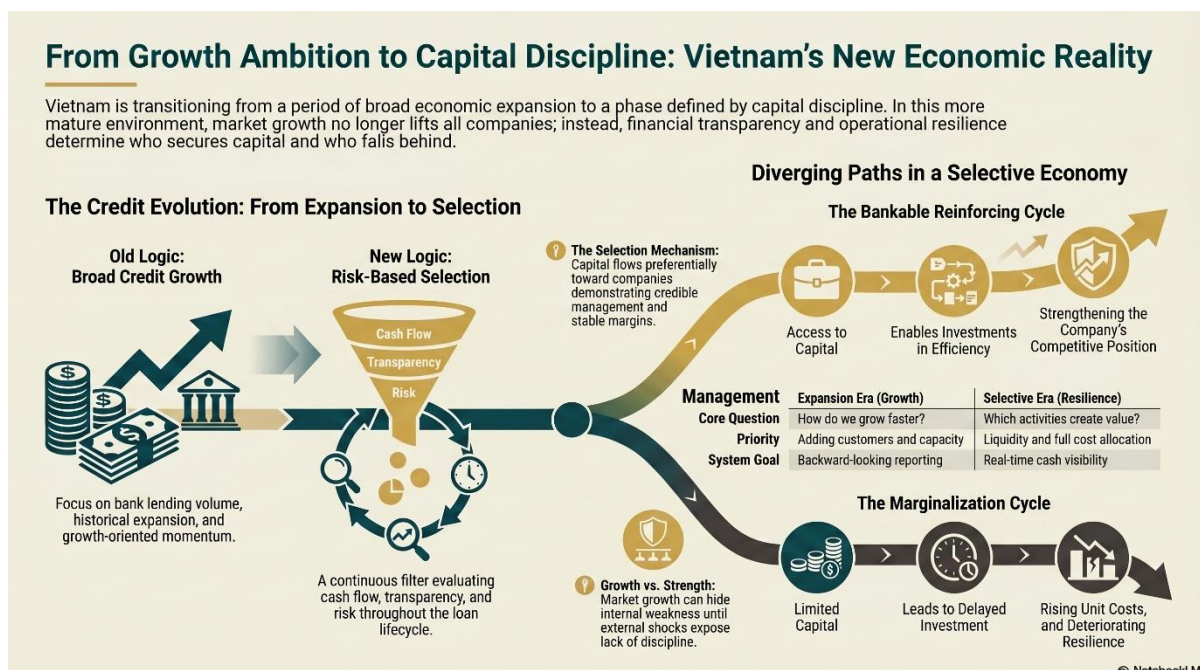 From Growth Ambition to Capital Discipline: Vietnam's New Economic Reality
Vietnam is transitioning from a period of broad economic expansion to a phase defined by capital discipline. In this more
mature environment, market growth no longer lifts all companies; instead, financial transparency and operational resilience
determine who secures capital and who falls behind.
The Credit Evolution: From Expansion to Selection
Old Logic:
Broad Credit Growth
$
$
$
Focus on bank lending volume,
historical expansion, and
growth-oriented momentum.
New Logic:
Risk-Based Selection
Cash Flow
Transparency
Risk
A continuous filter evaluating
cash flow, transparency, and
risk throughout the loan
lifecycle.
The Selection Mechanism:
Capital flows preferentially
toward companies
demonstrating credible
management and
stable margins.
Growth vs. Strength:
Market growth can hide
internal weakness until
external shocks expose
lack of discipline.
Diverging Paths in a Selective Economy
The Bankable Reinforcing Cycle
Access to
Capital
Enables Investments
in Efficiency
Strengthening the
Company's
Competitive Position
Management Expansion Era (Growth) Selective Era (Resilience)
Core Question How do we grow faster? Which activities create value?
Priority Adding customers and capacity Liquidity and full cost allocation
System Goal Backward-looking reporting Real-time cash visibility
The Marginalization Cycle
$
Limited
Capital
Leads to Delayed
Investment
Rising Unit Costs,
and Deteriorating
Resilience